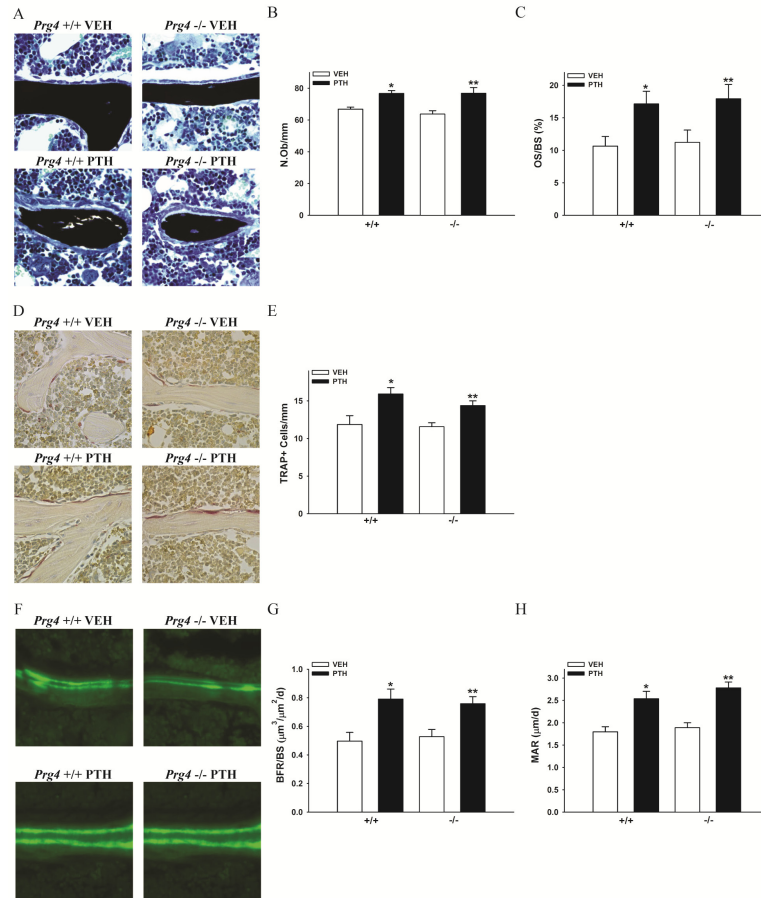 A
Prg4 +/+ VEH
Prg4 -/- VEH
Prg4 +/+ PTH
Prg4 -/- PTH
B
VEH
PTH
N.Ob/mm
80
60
40
20
0
*
**
+/+
-/-
C
VEH
PTH
OS/BS (%)
20
15
10
5
0
*
**
+/+
-/-
D
Prg4 +/+ VEH
Prg4 -/- VEH
Prg4 +/+ PTH
Prg4 -/- PTH
E
VEH
PTH
TRAP+ Cells/mm
15
10
5
0
*
**
+/+
-/-
F
Prg4 +/+ VEH
Prg4 -/- VEH
Prg4 +/+ PTH
Prg4 -/- PTH
G
VEH
PTH
BFR/BS (μm³/μm²/d)
1.0
0.8
0.6
0.4
0.2
0.0
*
**
+/+
-/-
H
VEH
PTH
MAR (μm/d)
3.0
2.5
2.0
1.5
1.0
0.5
0.0
*
**
+/+
-/-